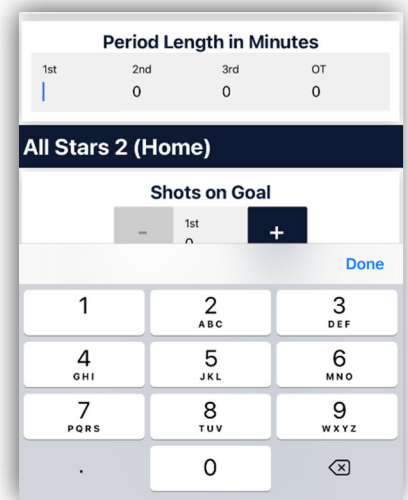 Period Length in Minutes
1st 2nd 3rd OT
0 0 0
All Stars 2 (Home)
Shots on Goal
- 1st +
0
Done
1 2 3
ABC DEF
4 5 6
GHI JKL MNO
7 8 9
PQRS TUV WXYZ
. 0